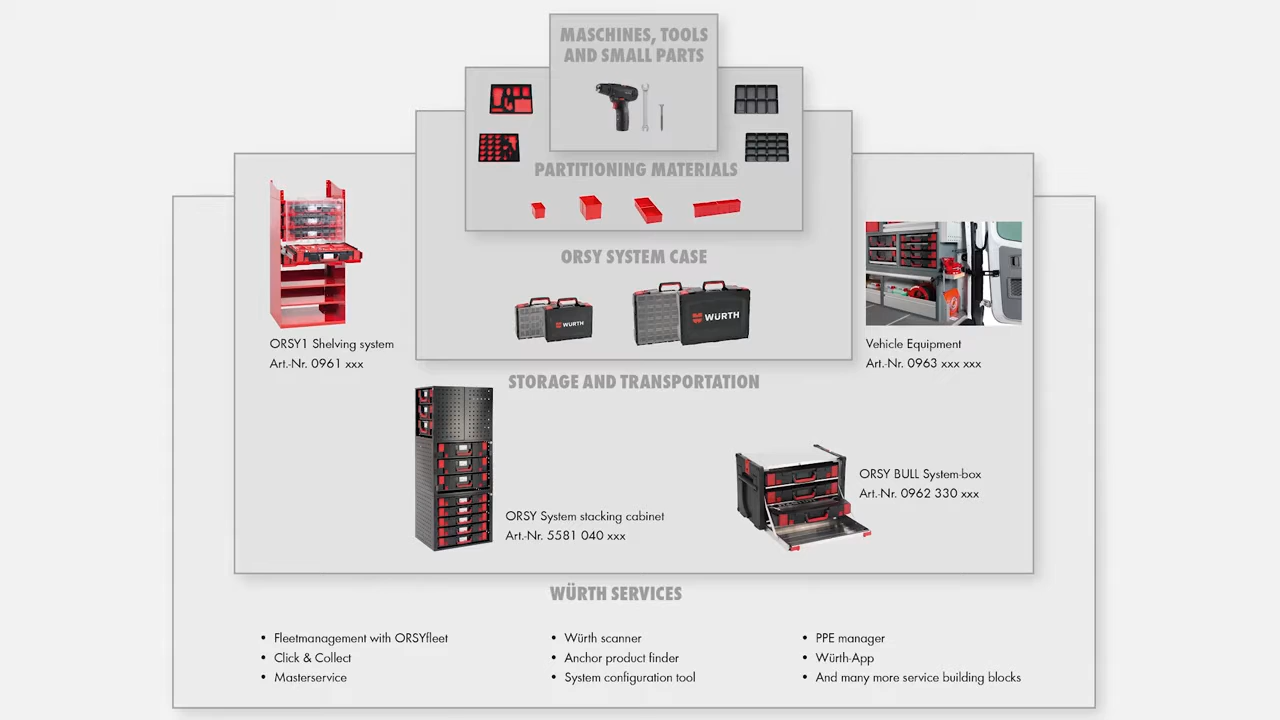 MASCHINES, TOOLS
AND SMALL PARTS
PARTITIONING MATERIALS
ORSY SYSTEM CASE
WÜRTH
WÜRTH
ORSY1 Shelving system
Art.-Nr. 0961 xxx
Vehicle Equipment
Art.-Nr. 0963 xxx xxx
STORAGE AND TRANSPORTATION
ORSY BULL System-box
Art.-Nr. 0962 330 xxx
ORSY System stacking cabinet
Art.-Nr. 5581 040 xxx
WÜRTH SERVICES
• Fleetmanagement with ORSYfleet
• Click & Collect
• Masterservice
• Würth scanner
• Anchor product finder
• System configuration tool
• PPE manager
• Würth-App
• And many more service building blocks